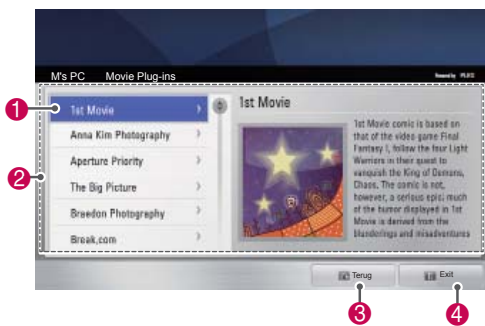 M's PC Movie Plug-ins Powered by PLEX
1 1st Movie
Anna Kim Photography
2 Aperture Priority
The Big Picture
Braedon Photography
Break.com
1st Movie
1st Movie comic is based on
that of the video game Final
Fantasy I, follow the four Light
Warriors in their quest to
vanquish the King of Demons,
Chaos. The comic is not,
however, a serious epic; much
of the humor displayed in 1st
Movie is derived from the
blunderings and misadventures
Terug Exit
3 4